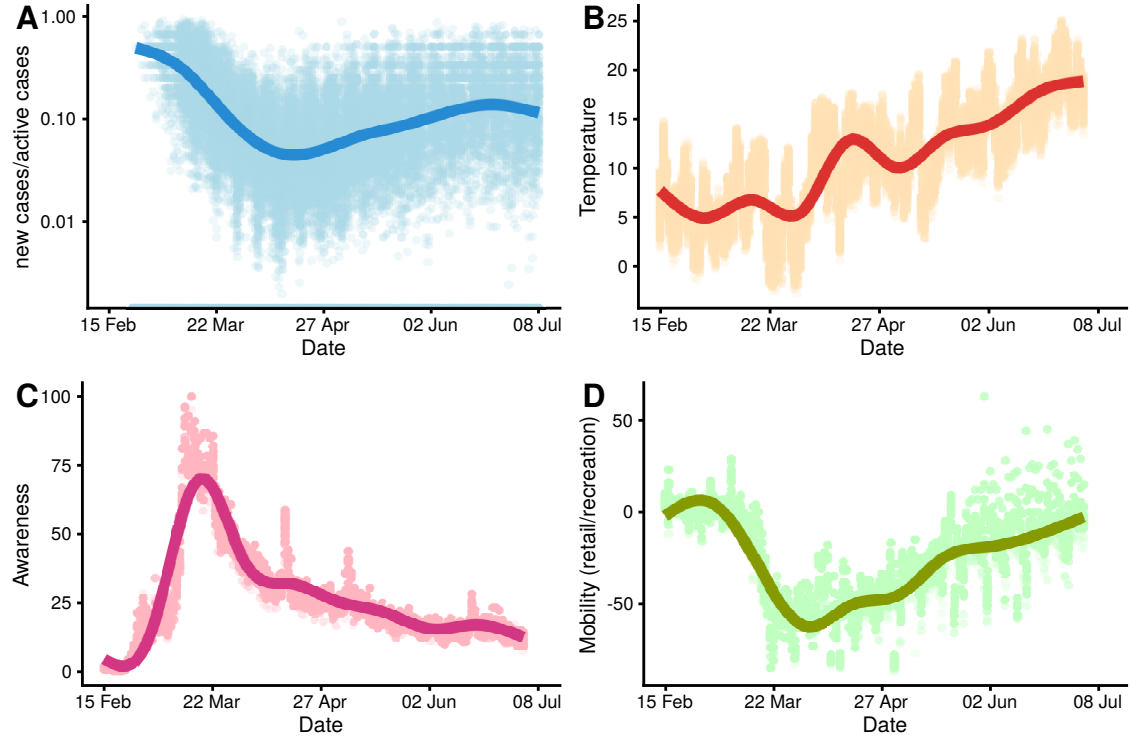 A
new cases/active cases
1.00
0.10
0.01
15 Feb 22 Mar 27 Apr 02 Jun 08 Jul
Date
B
Temperature
25
20
15
10
5
0
15 Feb 22 Mar 27 Apr 02 Jun 08 Jul
Date
C
Awareness
100
75
50
25
0
15 Feb 22 Mar 27 Apr 02 Jun 08 Jul
Date
D
Mobility (retail/recreation)
50
0
-50
15 Feb 22 Mar 27 Apr 02 Jun 08 Jul
Date